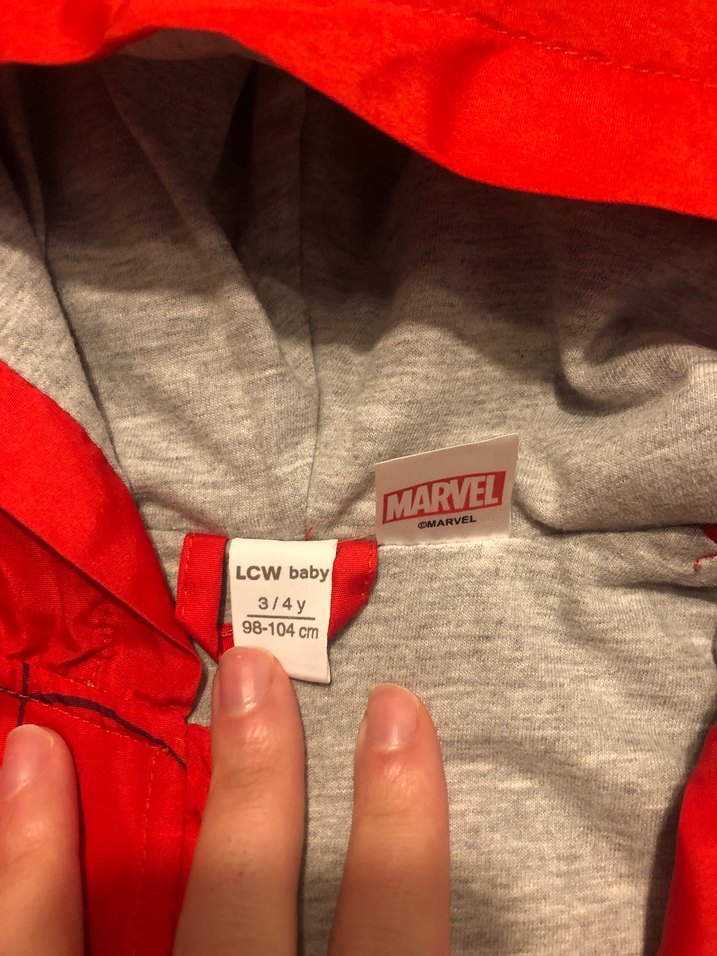 MARVEL
©MARVEL
LCW baby
3/4 y
98-104 cm